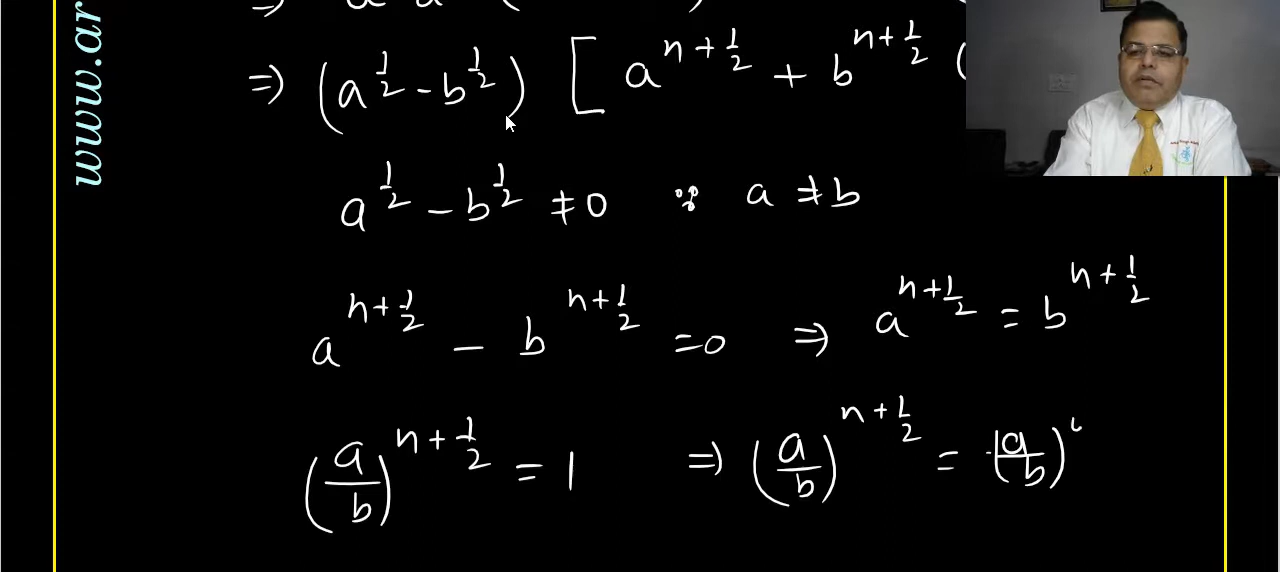 www.ar
⇒ (a^{1/2} - b^{1/2}) [a^{n+1/2} + b^{n+1/2} (
a^{1/2} - b^{1/2} ≠ 0 ∵ a ≠ b
a^{n+1/2} - b^{n+1/2} = 0 ⇒ a^{n+1/2} = b^{n+1/2}
(a/b)^{n+1/2} = 1 ⇒ (a/b)^{n+1/2} = (a/b)